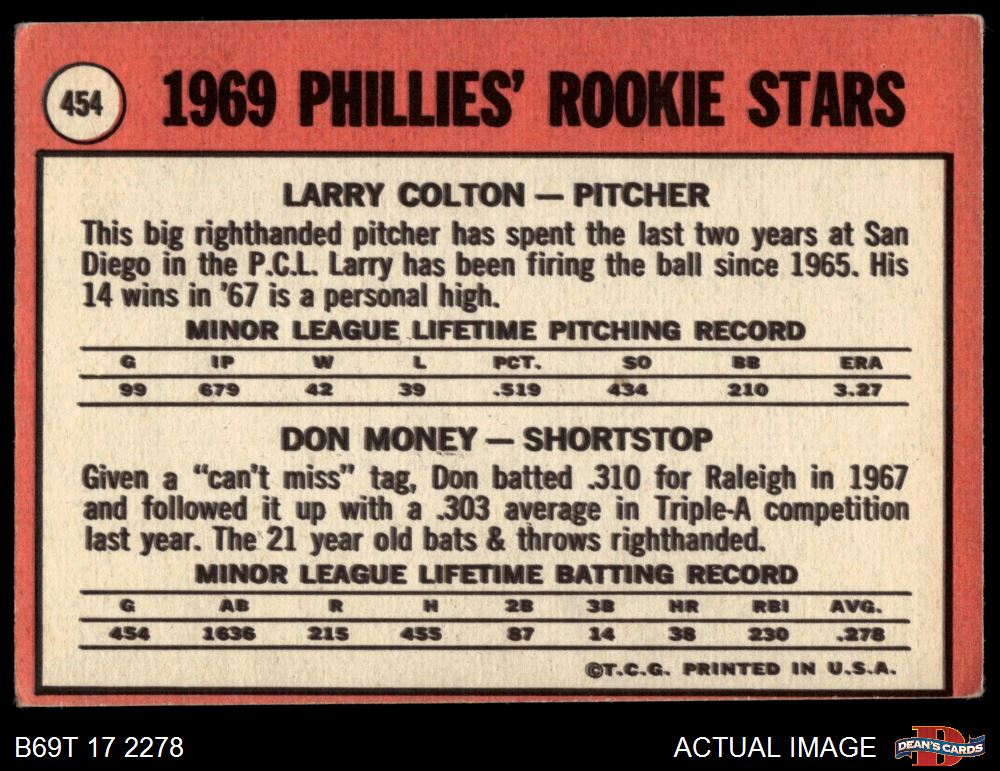 454
1969 PHILLIES' ROOKIE STARS
LARRY COLTON — PITCHER
This big righthanded pitcher has spent the last two years at San
Diego in the P.C.L. Larry has been firing the ball since 1965. His
14 wins in '67 is a personal high.
MINOR LEAGUE LIFETIME PITCHING RECORD
G IP W L PCT. SO BB ERA
99 679 42 39 .519 434 210 3.27
DON MONEY — SHORTSTOP
Given a “can't miss” tag, Don batted .310 for Raleigh in 1967
and followed it up with a .303 average in Triple-A competition
last year. The 21 year old bats & throws righthanded.
MINOR LEAGUE LIFETIME BATTING RECORD
G AB R H 2B 3B HR RBI AVG.
454 1636 215 455 87 14 38 230 .278
©T.C.G. PRINTED IN U.S.A.
B69T 17 2278
ACTUAL IMAGE
DEAN'S CARDS